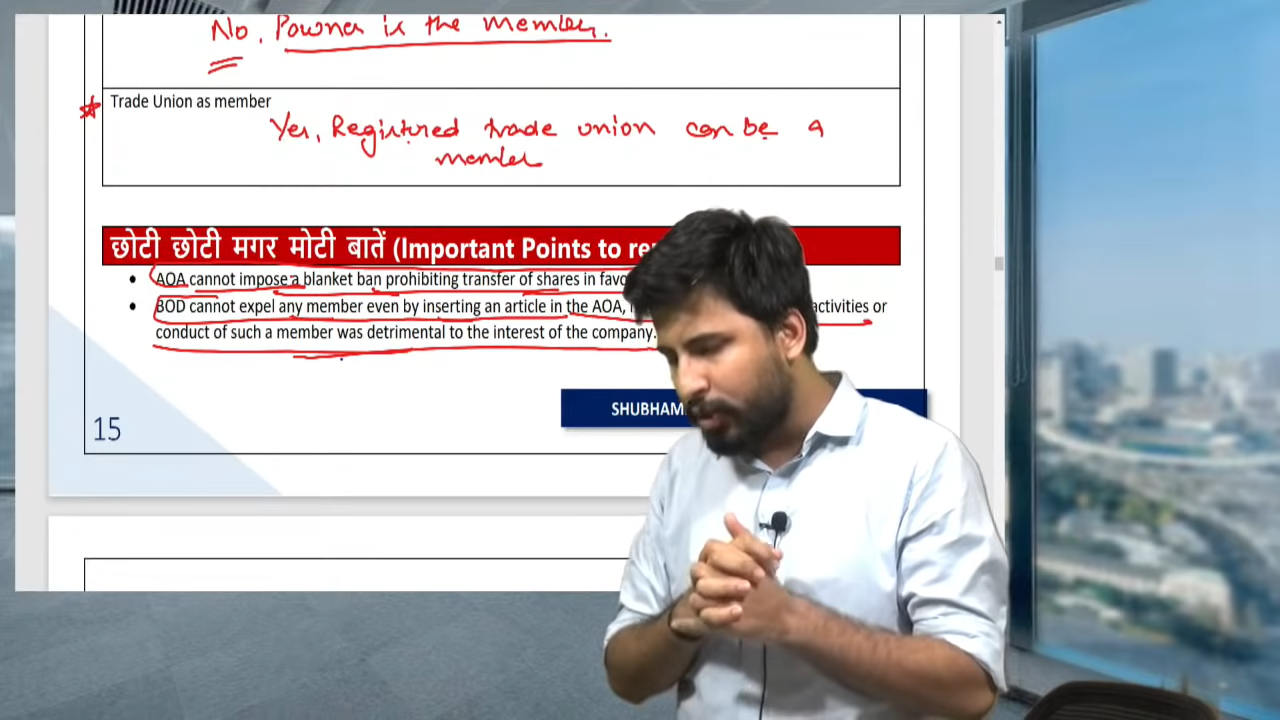 No. Pawner is the member.
Trade Union as member
Yes, Registered trade union can be a
member
छोटी छोटी मगर मोटी बातें (Important Points to re
AOA cannot impose a blanket ban prohibiting transfer of shares in favo
BOD cannot expel any member even by inserting an article in the AOA, activities or
conduct of such a member was detrimental to the interest of the company.
SHUBHAM
15